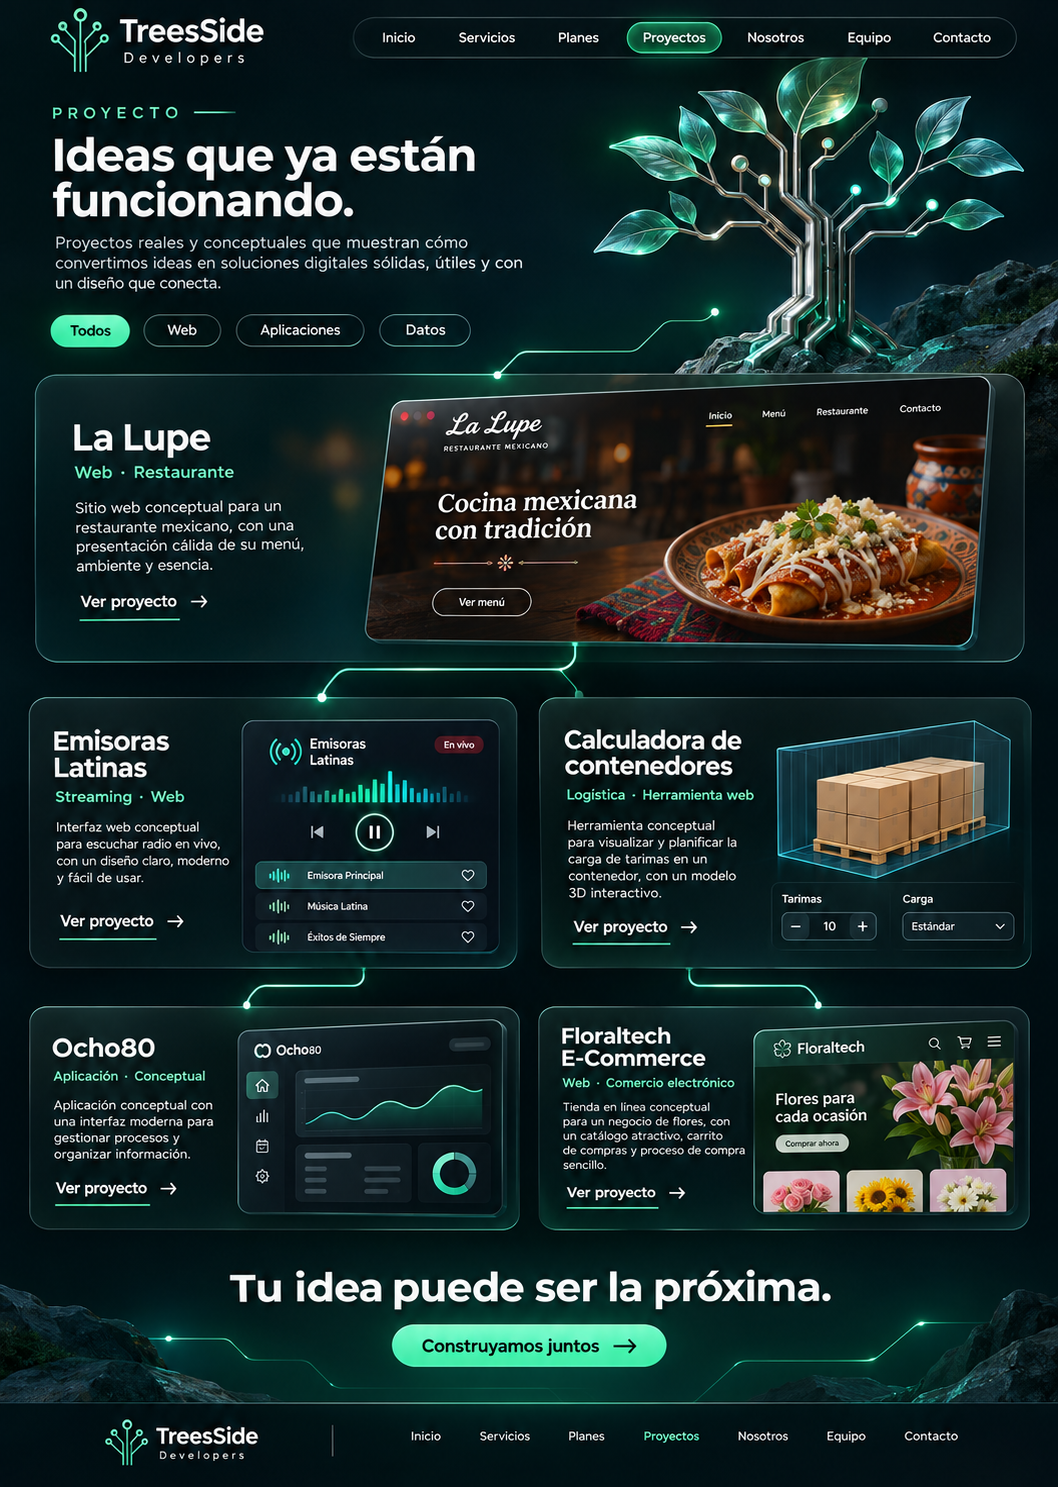 TreesSide
Developers
Inicio
Servicios
Planes
Proyectos
Nosotros
Equipo
Contacto
PROYECTO
Ideas que ya están
funcionando.
Proyectos reales y conceptuales que muestran cómo
convertimos ideas en soluciones digitales sólidas, útiles y con
un diseño que conecta.
Todos
Web
Aplicaciones
Datos
La Lupe
Web · Restaurante
Sitio web conceptual para un
restaurante mexicano, con una
presentación cálida de su menú,
ambiente y esencia.
Ver proyecto →
La Lupe
RESTAURANTE MEXICANO
Inicio
Menú
Restaurante
Contacto
Cocina mexicana
con tradición
Ver menú
Emisoras
Latinas
Streaming · Web
Interfaz web conceptual
para escuchar radio en vivo,
con un diseño claro, moderno
y fácil de usar.
Ver proyecto →
Emisoras
Latinas
En vivo
Emisora Principal
Música Latina
Éxitos de Siempre
Calculadora de
contenedores
Logística · Herramienta web
Herramienta conceptual
para visualizar y planificar la
carga de tarimas en un
contenedor, con un modelo
3D interactivo.
Ver proyecto →
Tarimas
− 10 +
Carga
Estándar
Ocho80
Aplicación · Conceptual
Aplicación conceptual con
una interfaz moderna para
gestionar procesos y
organizar información.
Ver proyecto →
Ocho80
Floraltech
E-Commerce
Web · Comercio electrónico
Tienda en línea conceptual
para un negocio de flores, con
un catálogo atractivo, carrito
de compras y proceso de compra
sencillo.
Ver proyecto →
Floraltech
Flores para
cada ocasión
Comprar ahora
Tu idea puede ser la próxima.
Construyamos juntos →
TreesSide
Developers
Inicio
Servicios
Planes
Proyectos
Nosotros
Equipo
Contacto